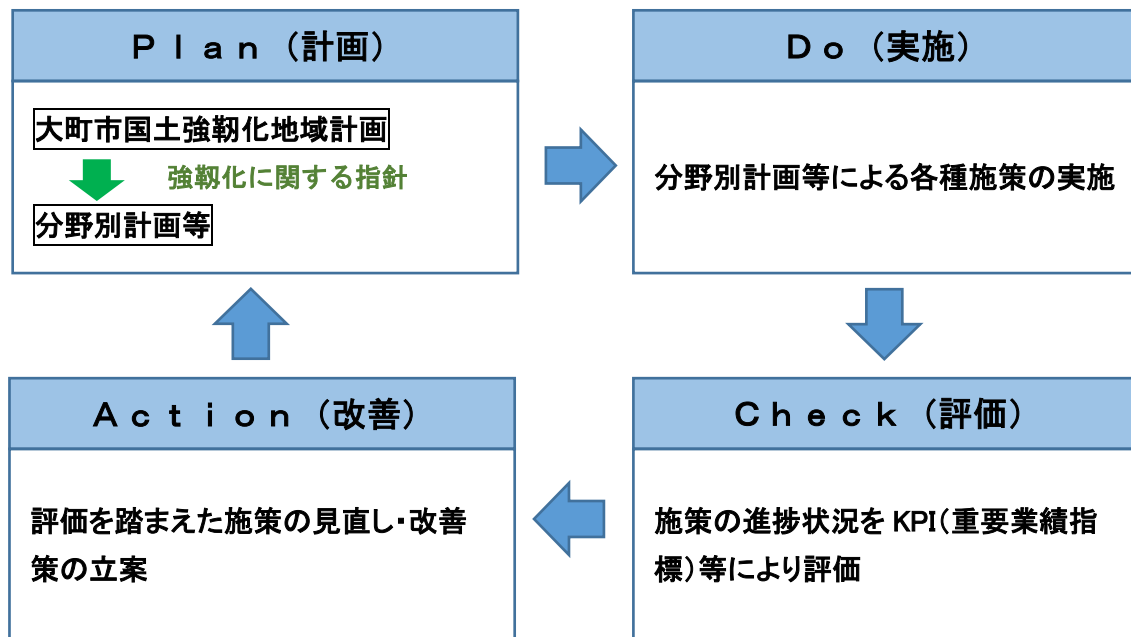 Ｐｌａｎ（計画）
大町市国土強靭化地域計画
強靭化に関する指針
分野別計画等
Ｄｏ（実施）
分野別計画等による各種施策の実施
Ａｃｔｉｏｎ（改善）
評価を踏まえた施策の見直し・改善
策の立案
Ｃｈｅｃｋ（評価）
施策の進捗状況を KPI（重要業績指
標）等により評価